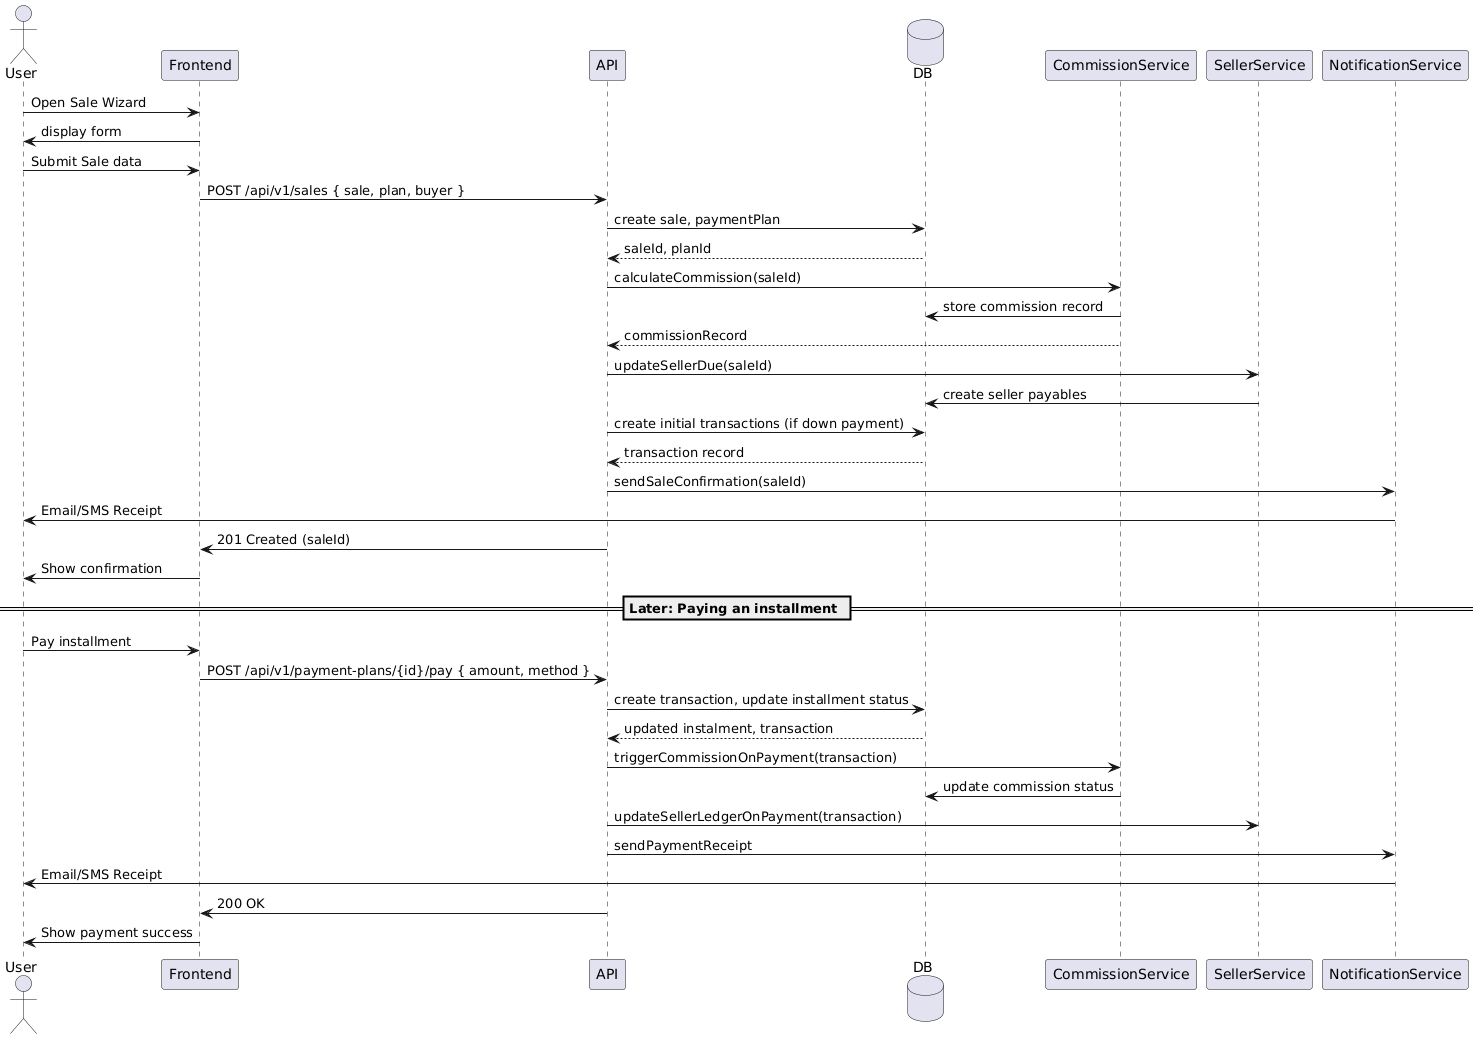 User
Frontend
API
DB
CommissionService
SellerService
NotificationService
Open Sale Wizard
display form
Submit Sale data
POST /api/v1/sales { sale, plan, buyer }
create sale, paymentPlan
saleId, planId
calculateCommission(saleId)
store commission record
commissionRecord
updateSellerDue(saleId)
create seller payables
create initial transactions (if down payment)
transaction record
sendSaleConfirmation(saleId)
Email/SMS Receipt
201 Created (saleId)
Show confirmation
Later: Paying an installment
Pay installment
POST /api/v1/payment-plans/{id}/pay { amount, method }
create transaction, update installment status
updated instalment, transaction
triggerCommissionOnPayment(transaction)
update commission status
updateSellerLedgerOnPayment(transaction)
sendPaymentReceipt
Email/SMS Receipt
200 OK
Show payment success
User
Frontend
API
DB
CommissionService
SellerService
NotificationService